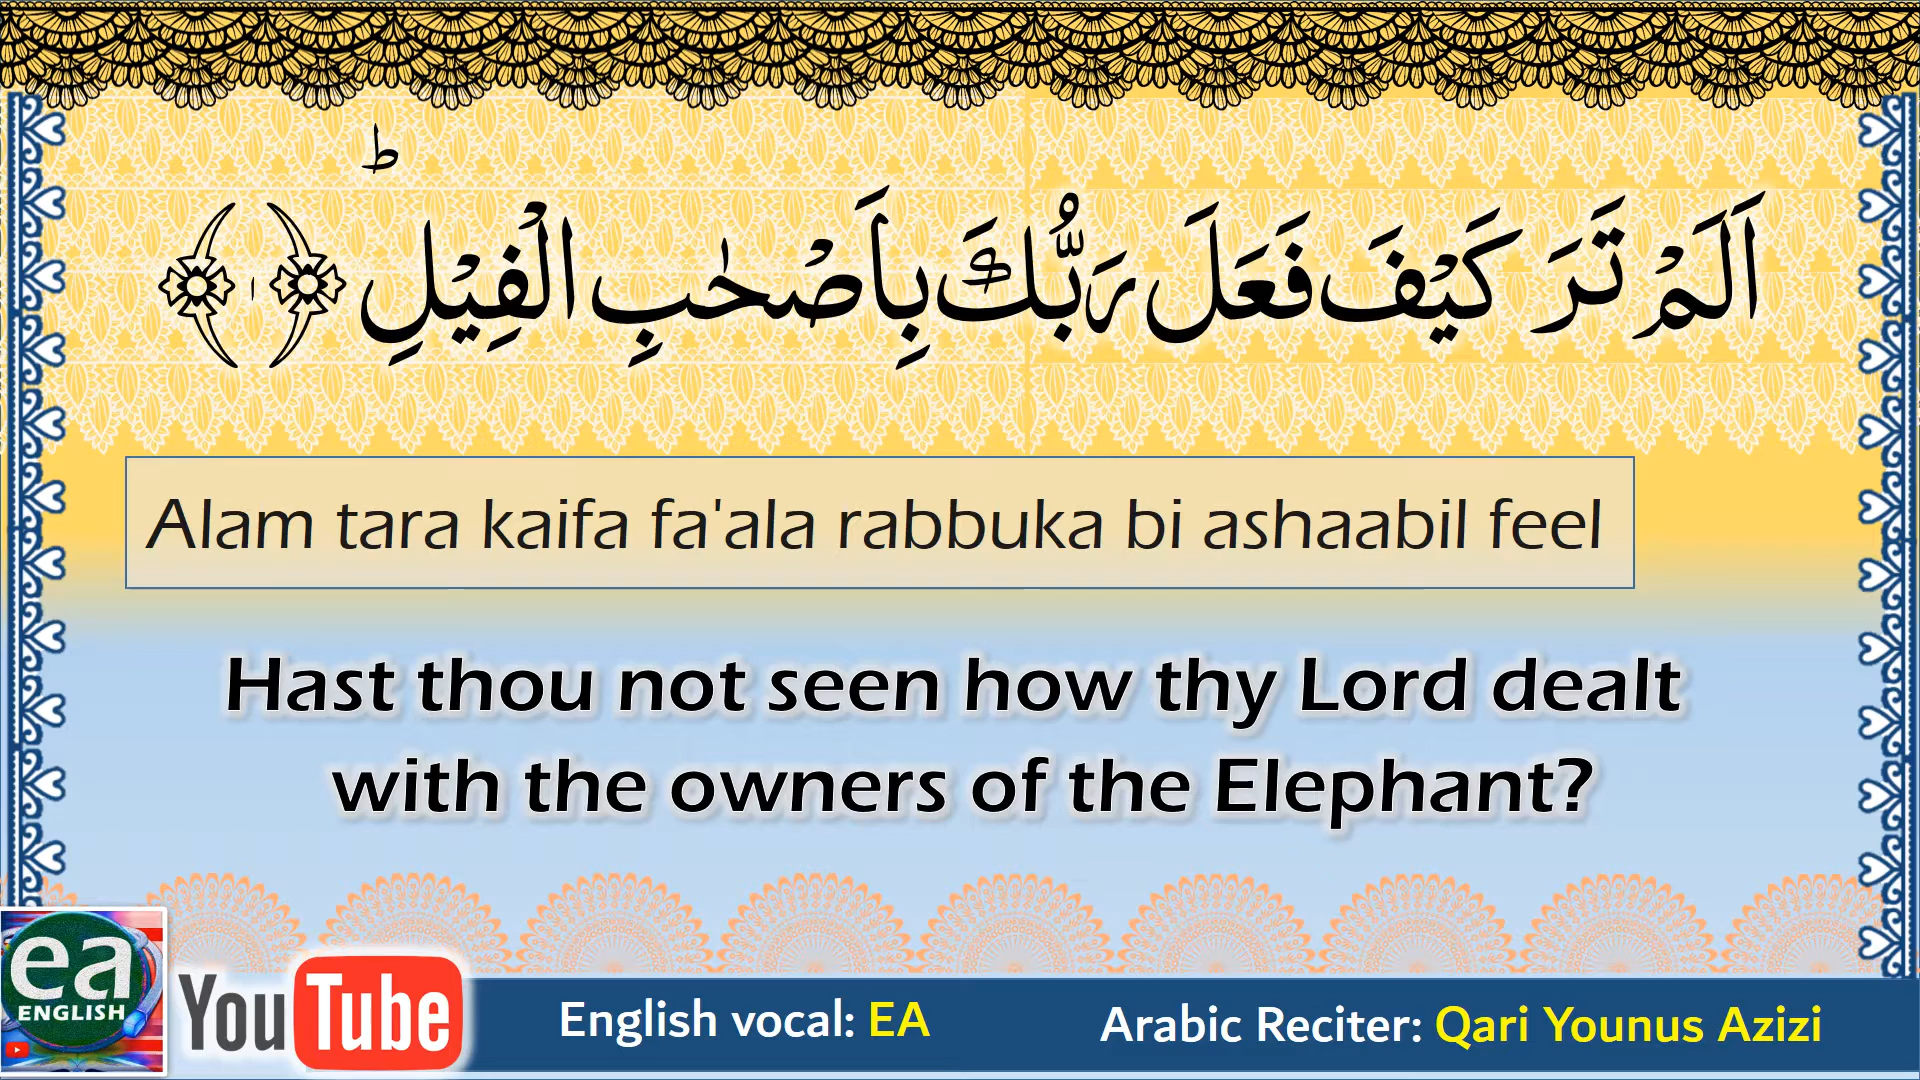 اَلَمْ تَرَ كَيْفَ فَعَلَ رَبُّكَ بِاَصْحٰبِ الْفِيْلِ ؕ ﴿۱﴾
Alam tara kaifa fa'ala rabbuka bi ashaabil feel
Hast thou not seen how thy Lord dealt
with the owners of the Elephant?
ea
ENGLISH
YouTube
English vocal: EA
Arabic Reciter: Qari Younus Azizi